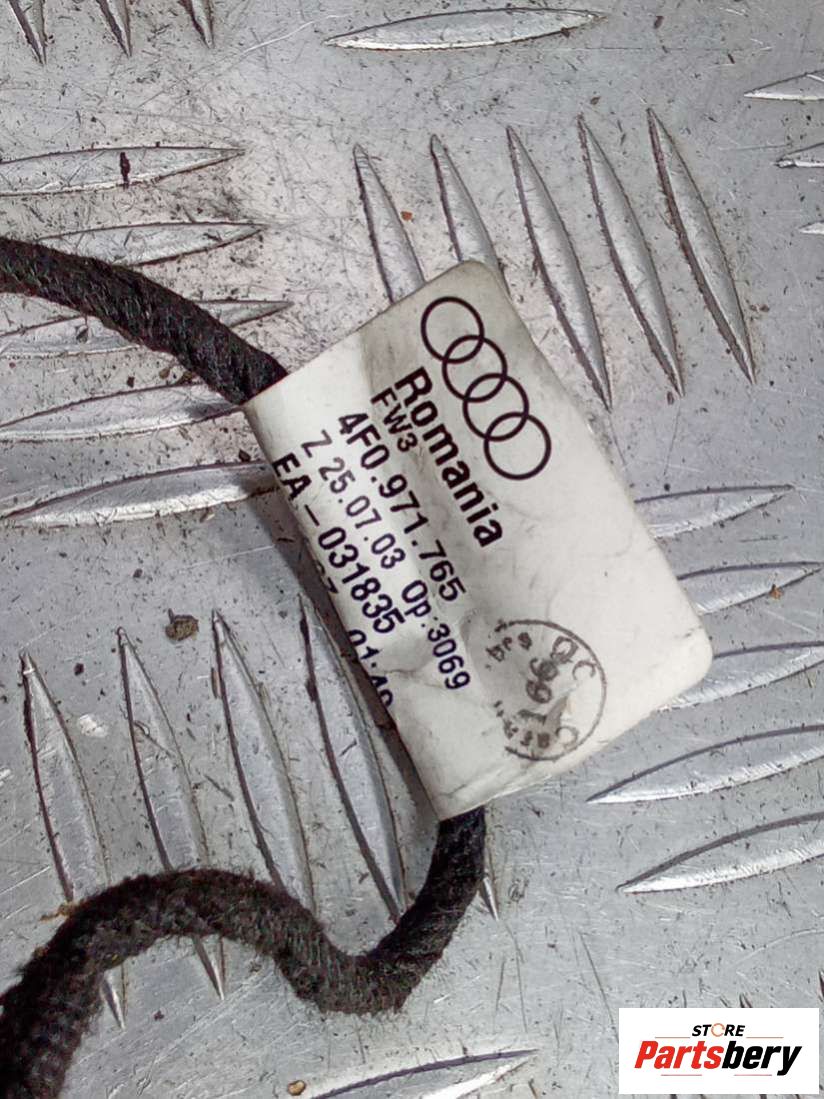 Romania
FW3
4F0.971.765
Z 25.07.03 Op:3069
EA - 031835
QC
STORE
Partsbery